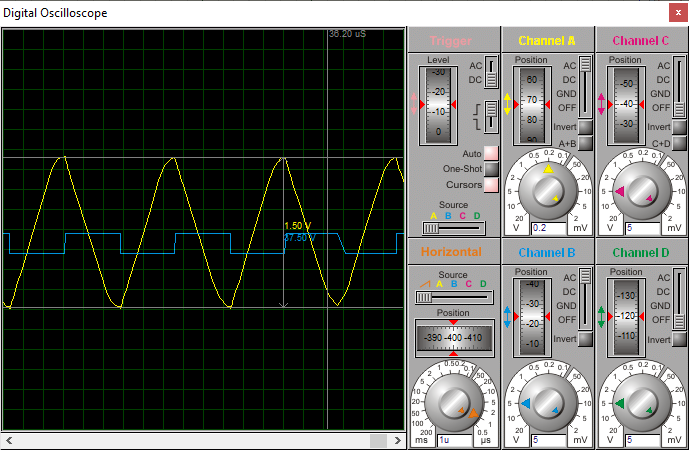 Digital Oscilloscope
x
38.20 uS
1.50 V
37.50 V
Trigger
Level
-30
-20
-10
0
AC
DC
Auto
One-Shot
Cursors
Source
A B C D
Channel A
Position
60
70
80
90
AC
DC
GND
OFF
Invert
A+B
20
10
5
2
1
0.5
0.2
0.1
50
20
10
5
2
V
0.2
mV
Channel C
Position
-50
-40
-30
AC
DC
GND
OFF
Invert
C+D
20
10
5
2
1
0.5
0.2
0.1
50
20
10
5
2
V
5
mV
Horizontal
Source
A B C D
Position
-390 -400 -410
200
100
50
20
10
5
2
1
0.5
0.2
0.1
50
20
10
5
2
1
0.5
ms
1u
µs
Channel B
Position
-30
-20
-10
AC
DC
GND
OFF
Invert
20
10
5
2
1
0.5
0.2
0.1
50
20
10
5
2
V
5
mV
Channel D
Position
-130
-120
-110
AC
DC
GND
OFF
Invert
20
10
5
2
1
0.5
0.2
0.1
50
20
10
5
2
V
5
mV